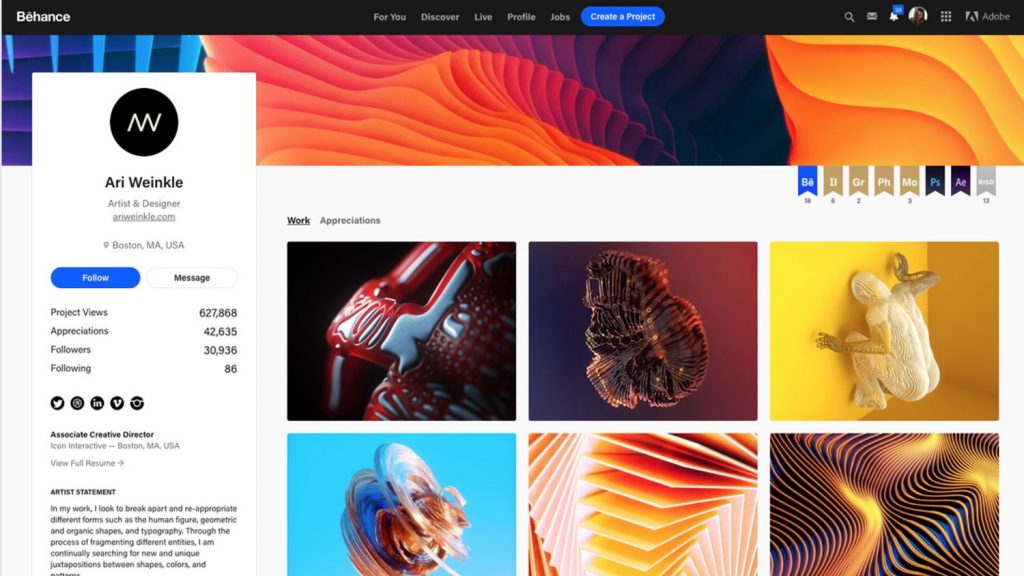 Bēhance
For You Discover Live Profile Jobs Create a Project
Adobe
Ari Weinkle
Artist & Designer
ariweinkle.com
Boston, MA, USA
Follow Message
Project Views 627,868
Appreciations 42,635
Followers 30,936
Following 86
Associate Creative Director
Icon Interactive — Boston, MA, USA
View Full Resume →
ARTIST STATEMENT
In my work, I look to break apart and re-appropriate
different forms such as the human figure, geometric
and organic shapes, and typography. Through the
process of fragmenting different entities, I am
continually searching for new and unique
juxtapositions between shapes, colors, and
patterns.
Bē Il Gr Ph Mo Ps Ae
18 6 2 3 13
Work Appreciations